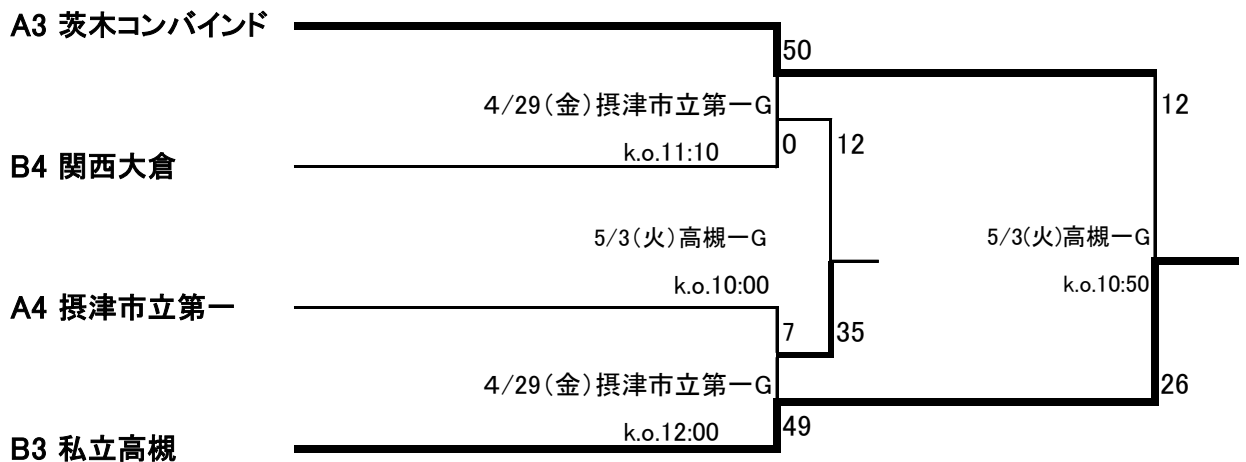 A3 茨木コンバインド
50
4/29(金)摂津市立第一G
12
0
12
k.o.11:10
B4 関西大倉
5/3(火)高槻一G
5/3(火)高槻一G
k.o.10:00
k.o.10:50
A4 摂津市立第一
7
35
4/29(金)摂津市立第一G
26
k.o.12:00
49
B3 私立高槻